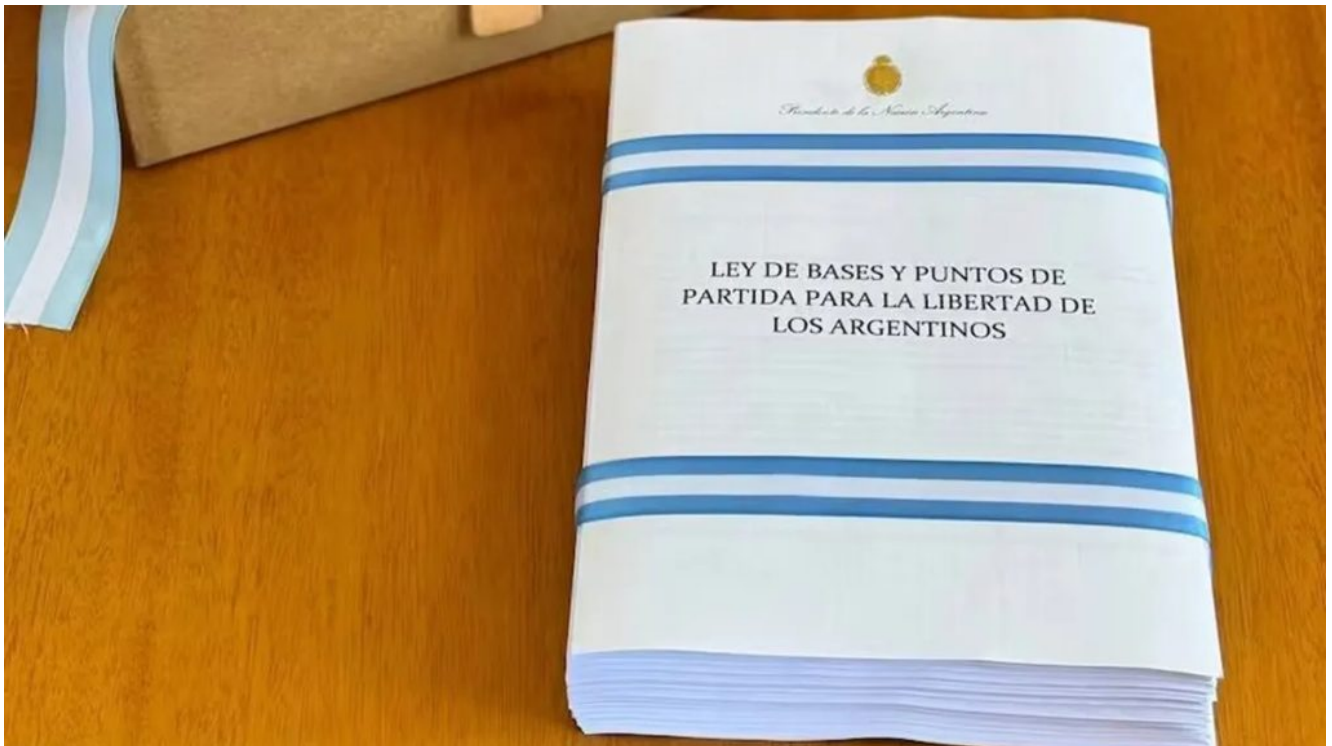 Presidente de la Nación Argentina
LEY DE BASES Y PUNTOS DE
PARTIDA PARA LA LIBERTAD DE
LOS ARGENTINOS